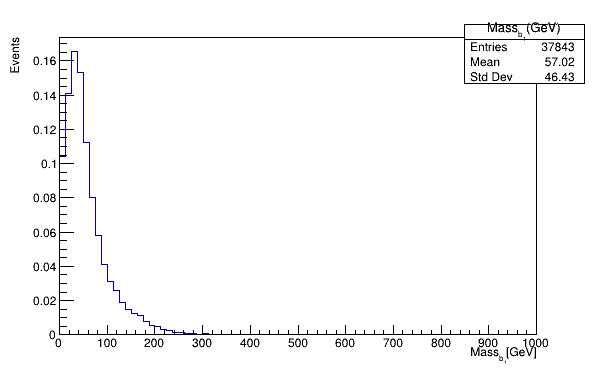 Mass_b_1(GeV)
Entries 37843
Mean 57.02
Std Dev 46.43
Events
0.16
0.14
0.12
0.1
0.08
0.06
0.04
0.02
0
0 100 200 300 400 500 600 700 800 900 1000
Mass_b_1[GeV]